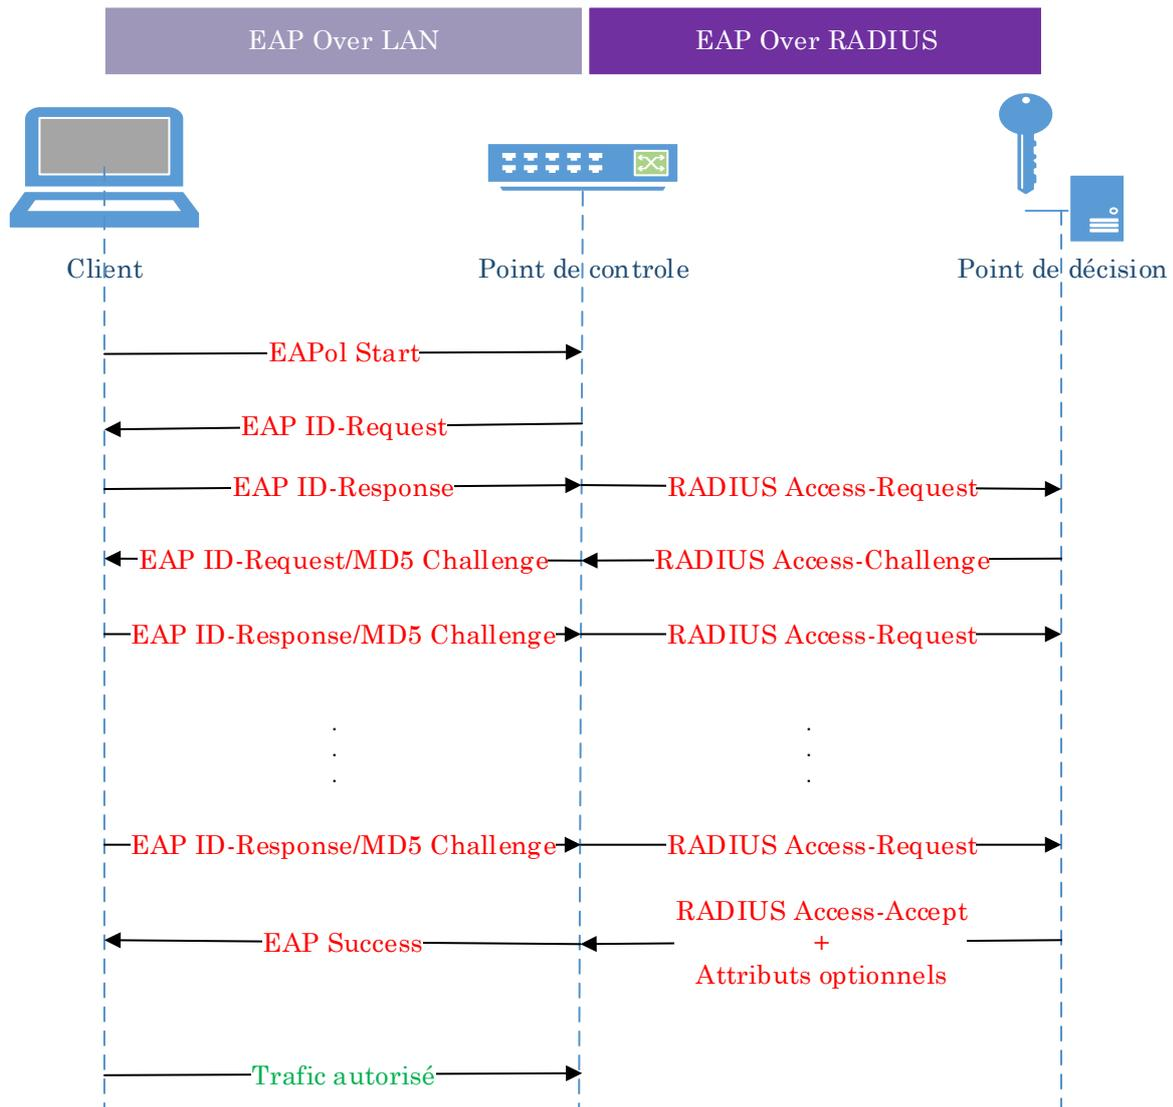 EAP Over LAN
EAP Over RADIUS
Client
Point de controle
Point de décision
EAPol Start
EAP ID-Request
EAP ID-Response
RADIUS Access-Request
EAP ID-Request/MD5 Challenge
RADIUS Access-Challenge
EAP ID-Response/MD5 Challenge
RADIUS Access-Request
.
.
.
.
.
.
EAP ID-Response/MD5 Challenge
RADIUS Access-Request
EAP Success
RADIUS Access-Accept
+
Attributs optionnels
Trafic autorisé